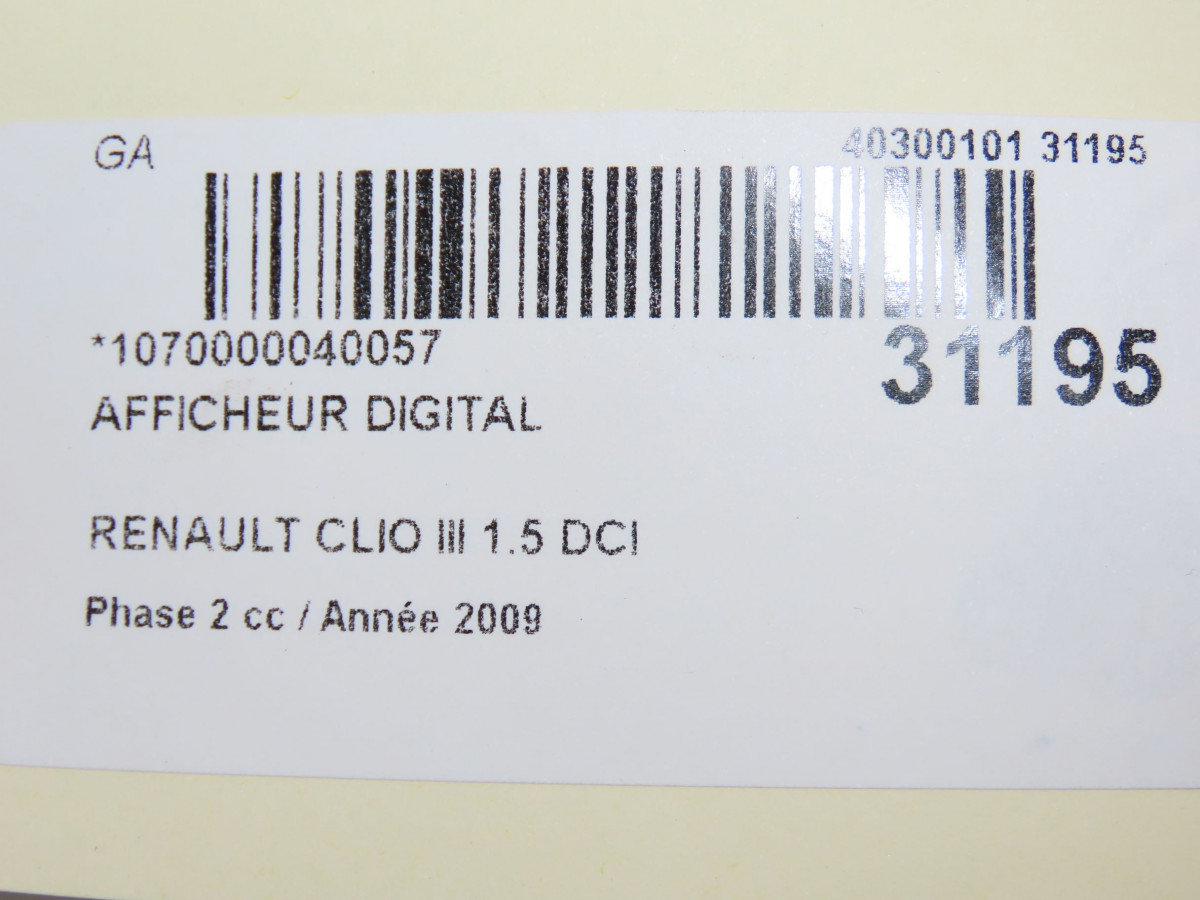 GA 40300101 31195
*1070000040057 31195
AFFICHEUR DIGITAL
RENAULT CLIO III 1.5 DCI
Phase 2 cc / Année 2009